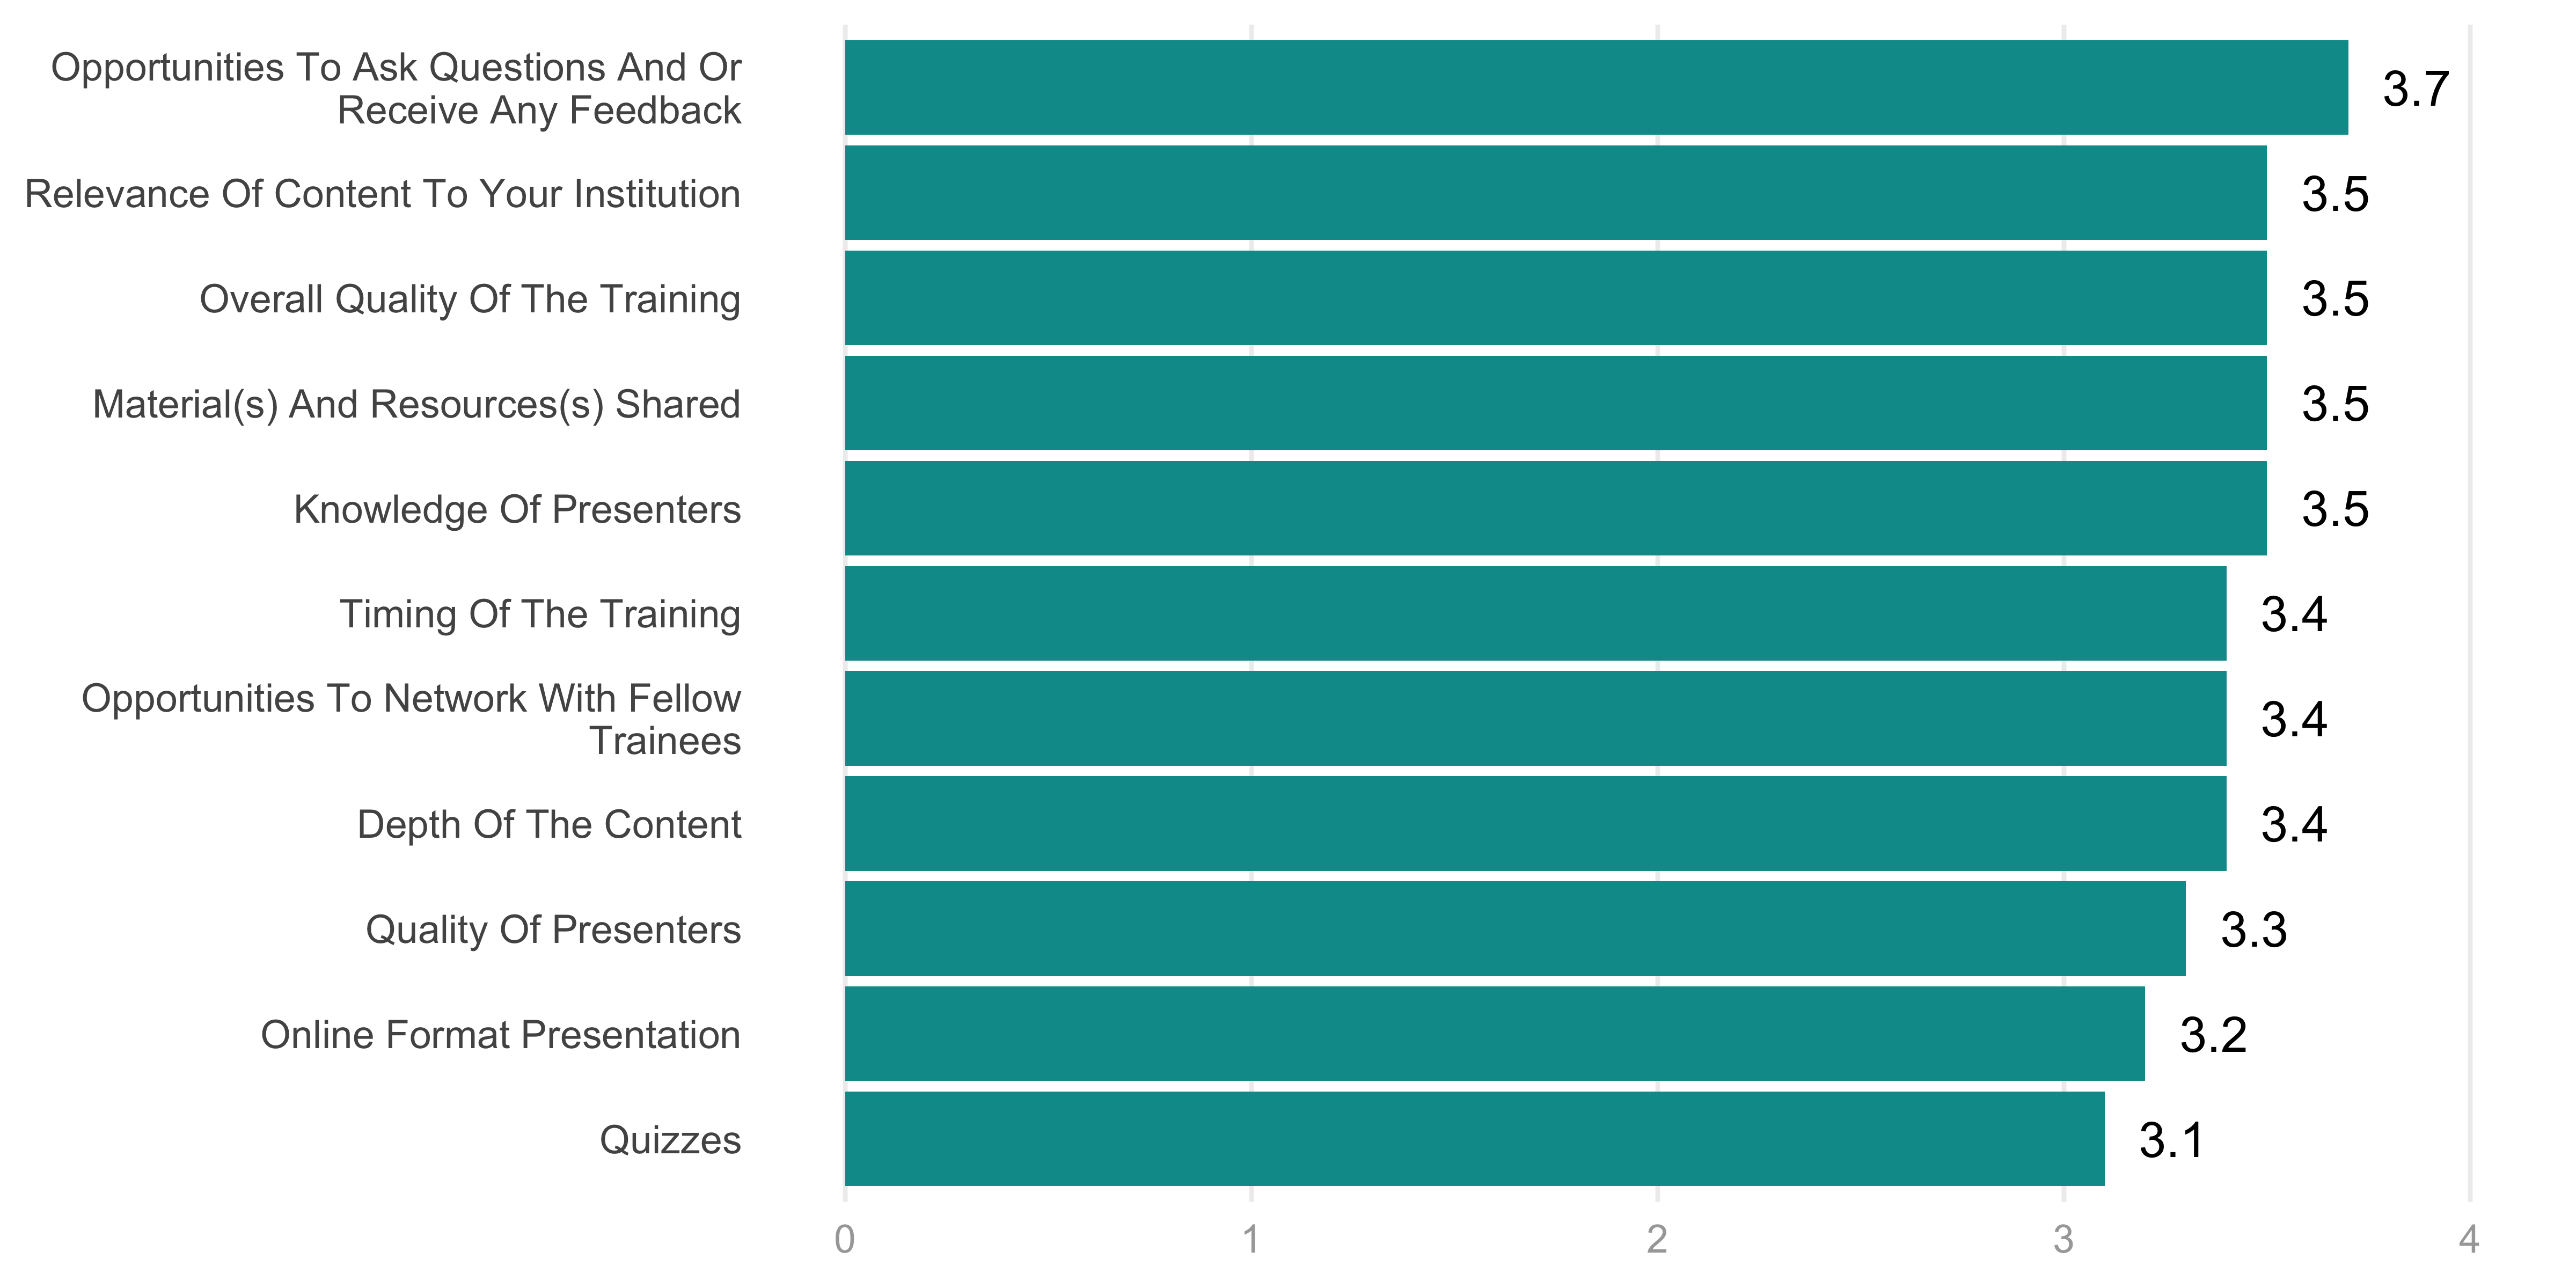 Opportunities To Ask Questions And Or
Receive Any Feedback
3.7
Relevance Of Content To Your Institution
3.5
Overall Quality Of The Training
3.5
Material(s) And Resources(s) Shared
3.5
Knowledge Of Presenters
3.5
Timing Of The Training
3.4
Opportunities To Network With Fellow
Trainees
3.4
Depth Of The Content
3.4
Quality Of Presenters
3.3
Online Format Presentation
3.2
Quizzes
3.1
0 1 2 3 4